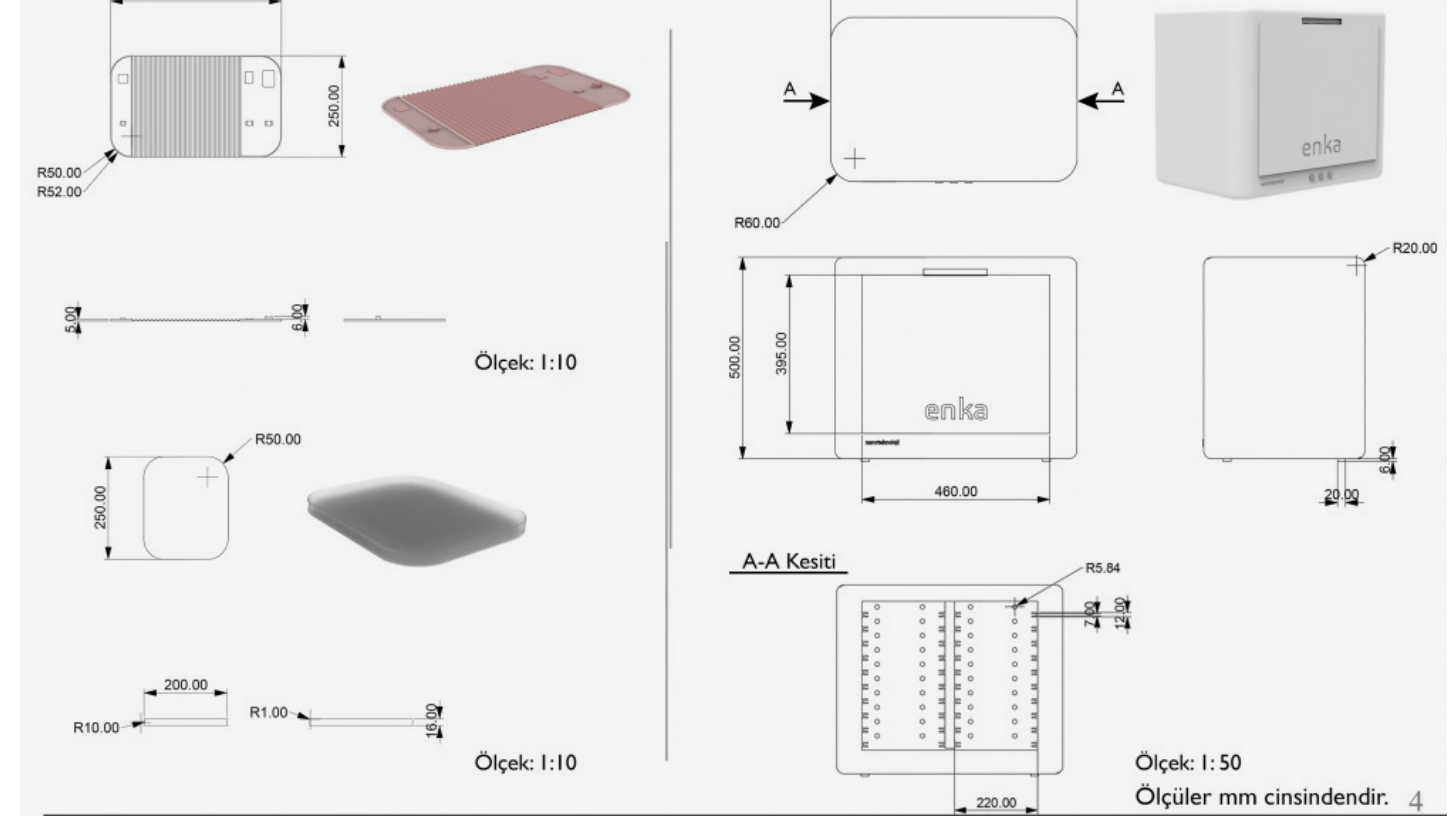 250.00
R50.00
R52.00
5.00
6.00
Ölçek: 1:10
R50.00
250.00
200.00
R10.00
R1.00
16.00
Ölçek: 1:10
A
A
R60.00
enka
R20.00
500.00
395.00
enka
460.00
6.00
20.00
A-A Kesiti
R5.84
7.00
12.00
220.00
Ölçek: 1: 50
Ölçüler mm cinsindendir.
4